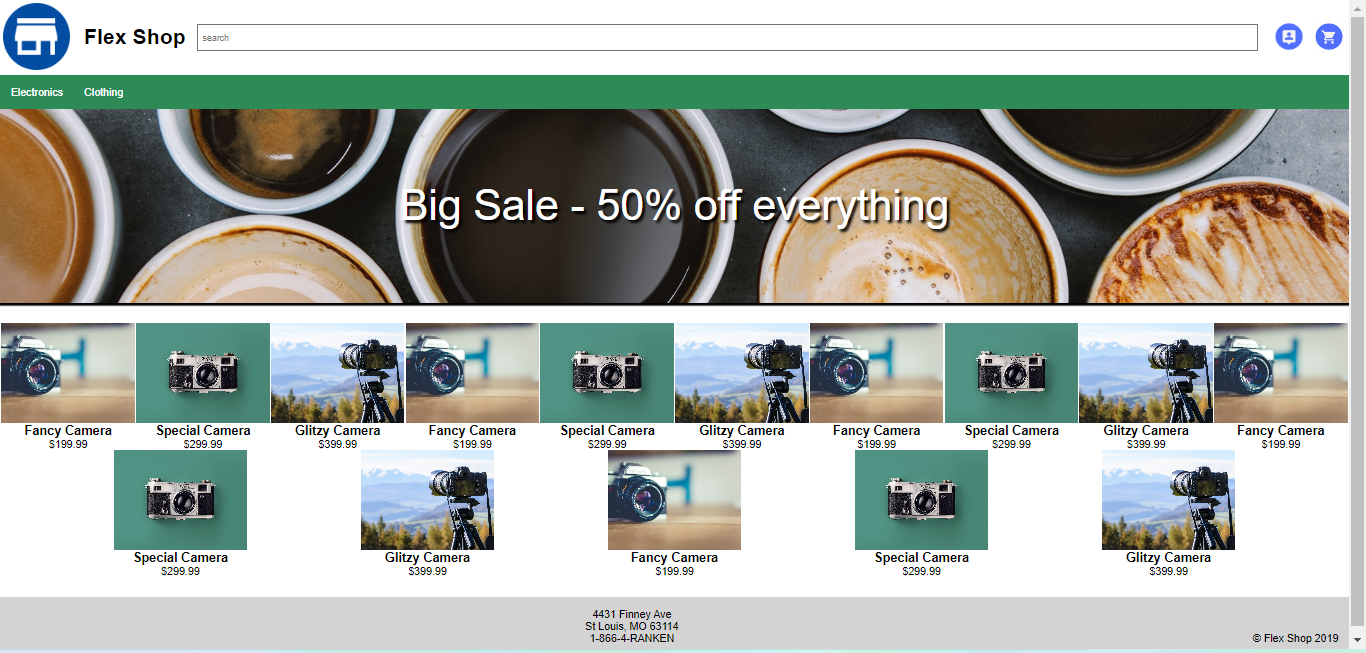 Flex Shop
search
Electronics Clothing
Big Sale - 50% off everything
Fancy Camera Special Camera Glitzy Camera Fancy Camera Special Camera Glitzy Camera Fancy Camera Special Camera Glitzy Camera Fancy Camera
$199.99 $299.99 $399.99 $199.99 $299.99 $399.99 $199.99 $299.99 $399.99 $199.99
Special Camera Glitzy Camera Fancy Camera Special Camera Glitzy Camera
$299.99 $399.99 $199.99 $299.99 $399.99
4431 Finney Ave
St Louis, MO 63114
1-866-4-RANKEN
© Flex Shop 2019